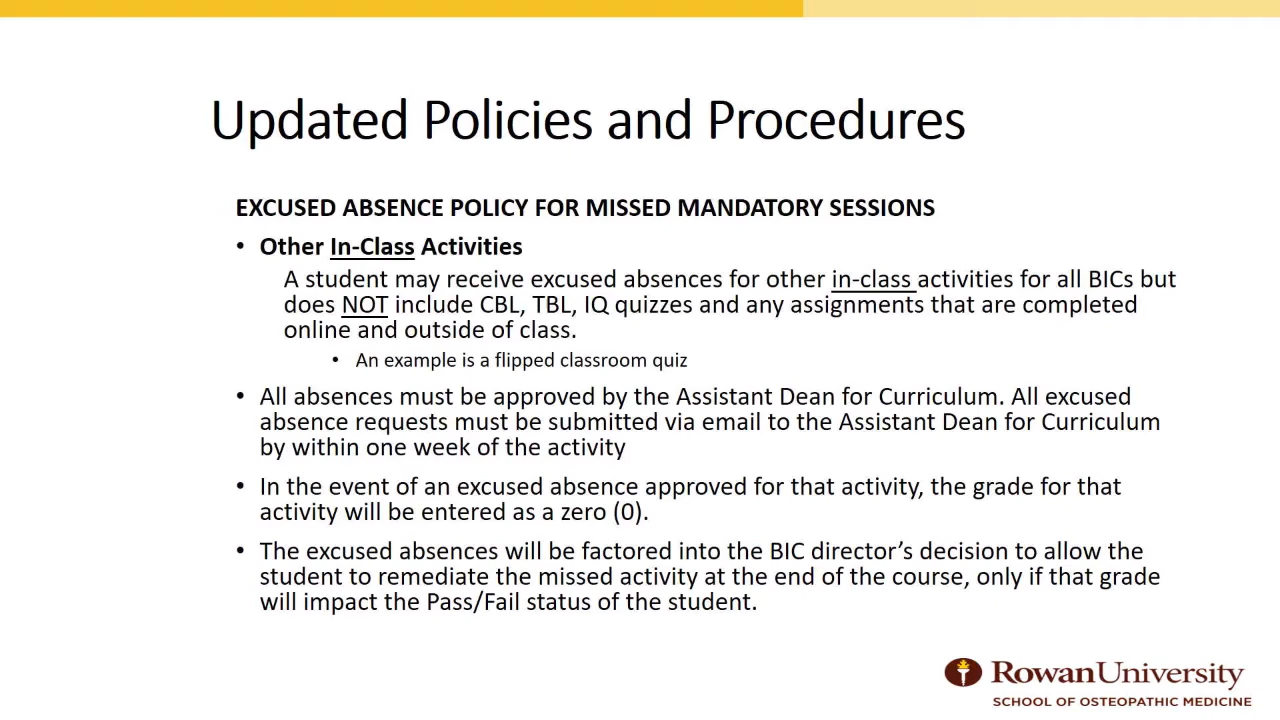 Updated Policies and Procedures
EXCUSED ABSENCE POLICY FOR MISSED MANDATORY SESSIONS
• Other In-Class Activities
A student may receive excused absences for other in-class activities for all BICs but
does NOT include CBL, TBL, IQ quizzes and any assignments that are completed
online and outside of class.
• An example is a flipped classroom quiz
• All absences must be approved by the Assistant Dean for Curriculum. All excused
absence requests must be submitted via email to the Assistant Dean for Curriculum
by within one week of the activity
• In the event of an excused absence approved for that activity, the grade for that
activity will be entered as a zero (0).
• The excused absences will be factored into the BIC director’s decision to allow the
student to remediate the missed activity at the end of the course, only if that grade
will impact the Pass/Fail status of the student.
RowanUniversity
SCHOOL OF OSTEOPATHIC MEDICINE